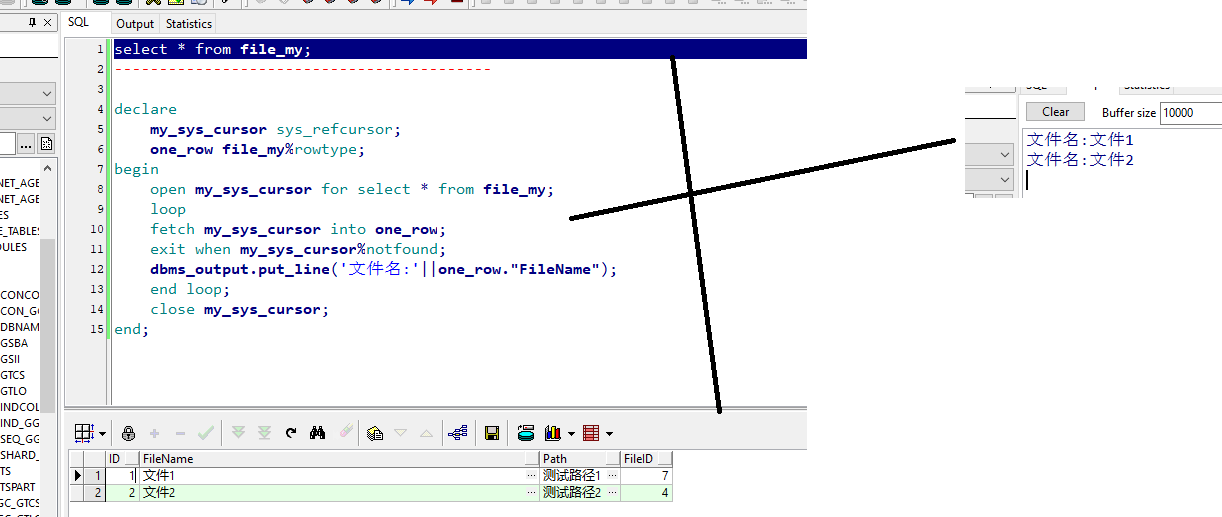 SQL Output Statistics
1 select * from file_my;
2 ------------------------------------------
3
4 declare
5 my_sys_cursor sys_refcursor;
6 one_row file_my%rowtype;
7 begin
8 open my_sys_cursor for select * from file_my;
9 loop
10 fetch my_sys_cursor into one_row;
11 exit when my_sys_cursor%notfound;
12 dbms_output.put_line('文件名:'||one_row."FileName");
13 end loop;
14 close my_sys_cursor;
15 end;
NET_AGE
NET_AGE
ES
E_TABLES
DULES
CONCO
CON_GG
DBNAM
GSBA
GSII
GTCS
GTLO
INDCOL
IND_GG
SEQ_GG
SHARD_
TS
TSPART
GC_GTCS
ID FileName Path FileID
1 1 文件1 ... 测试路径1 ... 7
2 2 文件2 ... 测试路径2 ... 4
Clear Buffer size 10000
文件名:文件1
文件名:文件2